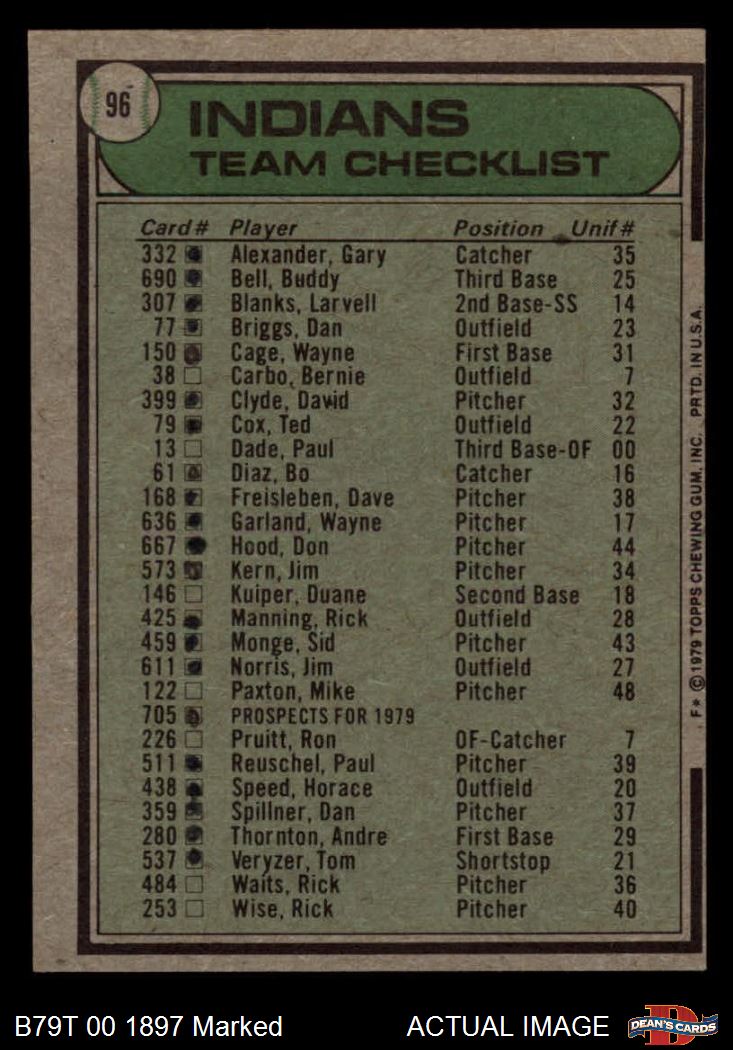 96
INDIANS
TEAM CHECKLIST
Card # Player Position Unif #
332 Alexander, Gary Catcher 35
690 Bell, Buddy Third Base 25
307 Blanks, Larvell 2nd Base-SS 14
77 Briggs, Dan Outfield 23
150 Cage, Wayne First Base 31
38 Carbo, Bernie Outfield 7
399 Clyde, David Pitcher 32
79 Cox, Ted Outfield 22
13 Dade, Paul Third Base-OF 00
61 Diaz, Bo Catcher 16
168 Freisleben, Dave Pitcher 38
636 Garland, Wayne Pitcher 17
667 Hood, Don Pitcher 44
573 Kern, Jim Pitcher 34
146 Kuiper, Duane Second Base 18
425 Manning, Rick Outfield 28
459 Monge, Sid Pitcher 43
611 Norris, Jim Outfield 27
122 Paxton, Mike Pitcher 48
705 PROSPECTS FOR 1979
226 Pruitt, Ron OF-Catcher 7
511 Reuschel, Paul Pitcher 39
438 Speed, Horace Outfield 20
359 Spillner, Dan Pitcher 37
280 Thornton, Andre First Base 29
537 Veryzer, Tom Shortstop 21
484 Waits, Rick Pitcher 36
253 Wise, Rick Pitcher 40
F* © 1979 TOPPS CHEWING GUM, INC. PRTD. IN U.S.A.
B79T 00 1897 Marked ACTUAL IMAGE
DEAN'S CARDS